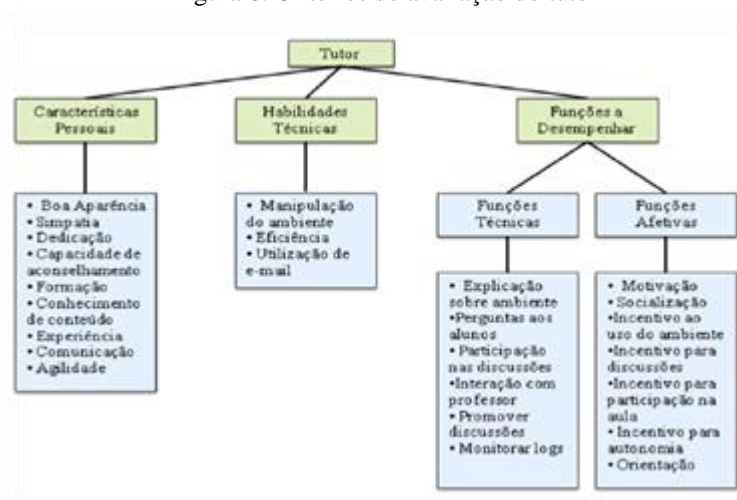 Tutor
Características
Pessoais
Habilidades
Técnicas
Funções a
Desempenhar
• Boa Aparência
• Simpatia
• Dedicação
• Capacidade de
aconselhamento
• Formação
• Conhecimento
de conteúdo
• Experiência
• Comunicação
• Agilidade
• Manipulação
do ambiente
• Eficiência
• Utilização de
e-mail
Funções
Técnicas
Funções
Afetivas
• Explicação
sobre ambiente
•Perguntas aos
alunos
• Participação
nas discussões
•Interação com
professor
• Promover
discussões
• Monitorar logs
• Motivação
• Socialização
•Incentivo ao
uso do ambiente
•Incentivo para
discussões
•Incentivo para
participação na
aula
• Incentivo para
autonomia
• Orientação